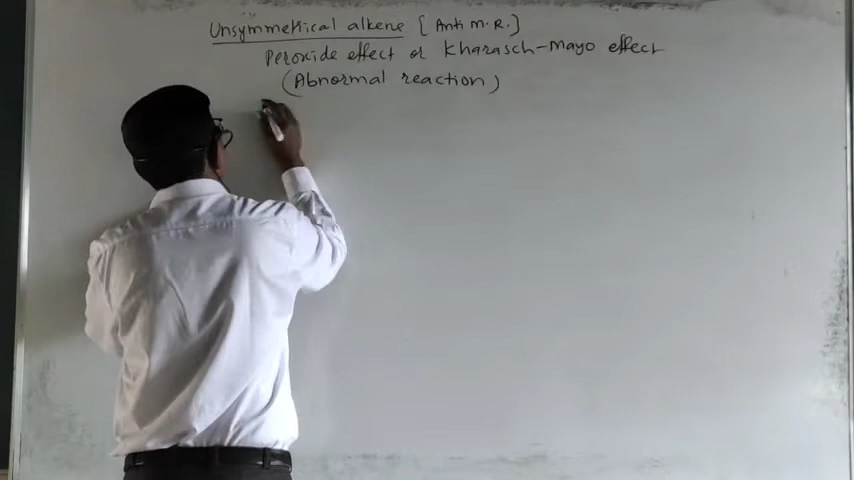 Unsymmetrical alkene [Anti M.R.]
Peroxide effect or Kharasch-Mayo effect
(Abnormal reaction)